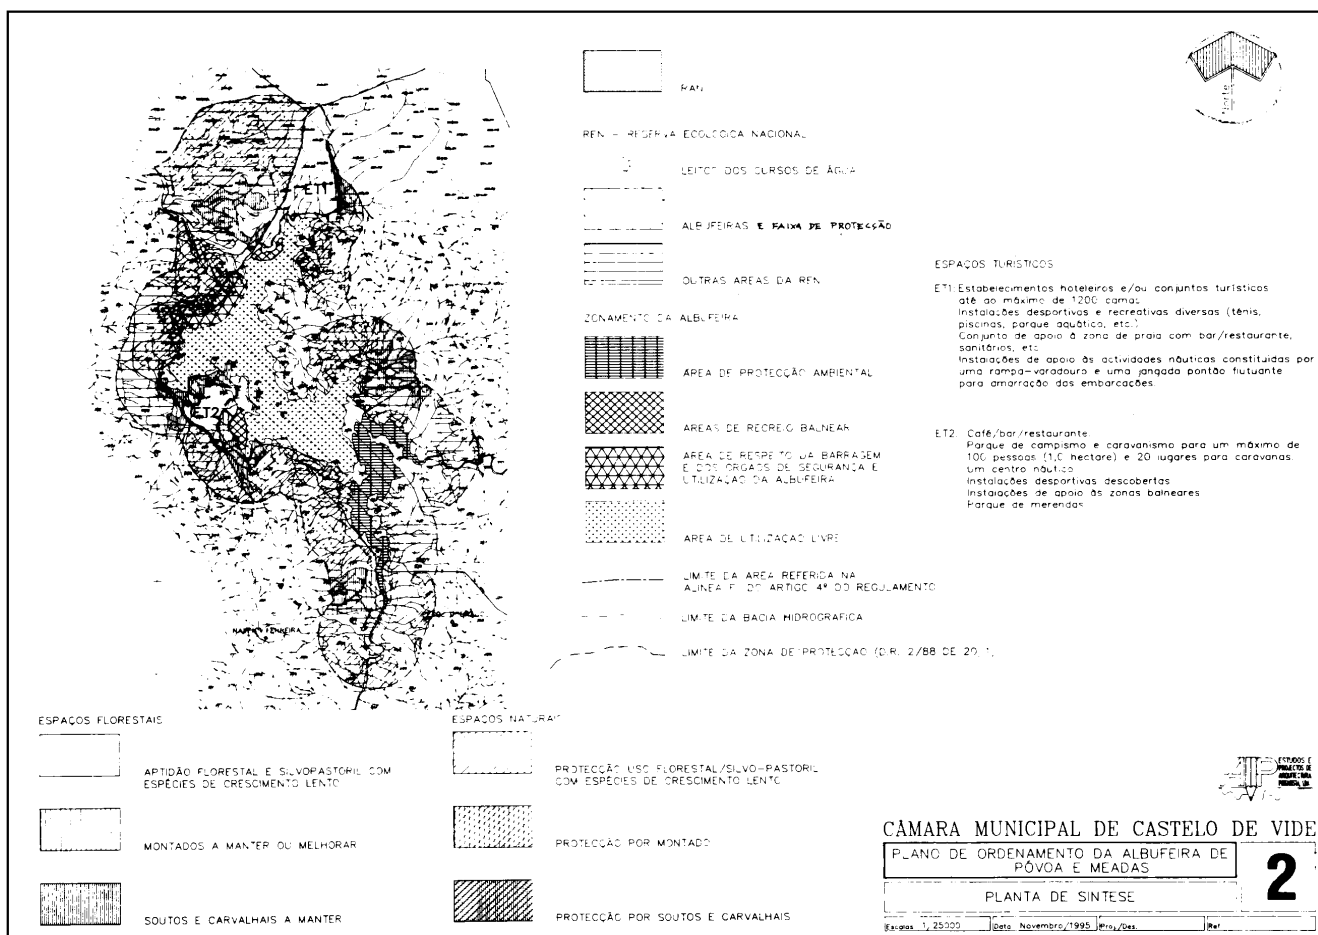 RAN
REN - RESERVA ECOLOGICA NACIONAL
LEITOS DOS CURSOS DE ÁGUA
ALBUFEIRAS E FAIXA DE PROTECÇÃO
OUTRAS AREAS DA REN
ZONAMENTO DA ALBUFEIRA
AREA DE PROTECÇÃO AMBIENTAL
AREAS DE RECREIO BALNEAR
AREA DE RESPEITO DA BARRAGEM
E DOS ORGAOS DE SEGURANÇA E
UTILIZAÇÃO DA ALBUFEIRA
AREA DE UTILIZAÇÃO LIVRE
LIMITE DA AREA REFERIDA NA
ALINEA F DO ARTIGO 4º DO REGULAMENTO
LIMITE DA BACIA HIDROGRAFICA
LIMITE DA ZONA DE PROTECÇÃO (D.R. 2/88 DE 20.1)
Norte
ET1
ET2
ESPAÇOS TURISTICOS
ET1: Estabelecimentos hoteleiros e/ou conjuntos turísticos
até ao máximo de 1200 camas
Instalações desportivas e recreativas diversas (ténis,
piscinas, parque aquático, etc.)
Conjunto de apoio à zona de praia com bar/restaurante,
sanitários, etc
Instalações de apoio às actividades náuticas constituidas por
uma rampa-varadouro e uma jangada pontão flutuante
para amarração das embarcações.
ET2. Café/bar/restaurante
Parque de campismo e caravanismo para um máximo de
100 pessoas (1,0 hectare) e 20 lugares para caravanas.
Um centro náutico
Instalações desportivas descobertas
Instalações de apoio às zonas balneares
Parque de merendas
ESPAÇOS FLORESTAIS
APTIDÃO FLORESTAL E SILVOPASTORIL COM
ESPÉCIES DE CRESCIMENTO LENTO
MONTADOS A MANTER OU MELHORAR
SOUTOS E CARVALHAIS A MANTER
ESPAÇOS NATURAIS
PROTECÇÃO USO FLORESTAL/SILVO-PASTORIL
COM ESPÉCIES DE CRESCIMENTO LENTO
PROTECÇÃO POR MONTADO
PROTECÇÃO POR SOUTOS E CARVALHAIS
ESTUDOS E
PROJECTOS DE
CÂMARA MUNICIPAL DE CASTELO DE VIDE
PLANO DE ORDENAMENTO DA ALBUFEIRA DE
PÓVOA E MEADAS
2
PLANTA DE SINTESE
Escalas 1, 25000
Data Novembro/1995
Proj./Des.
Ref